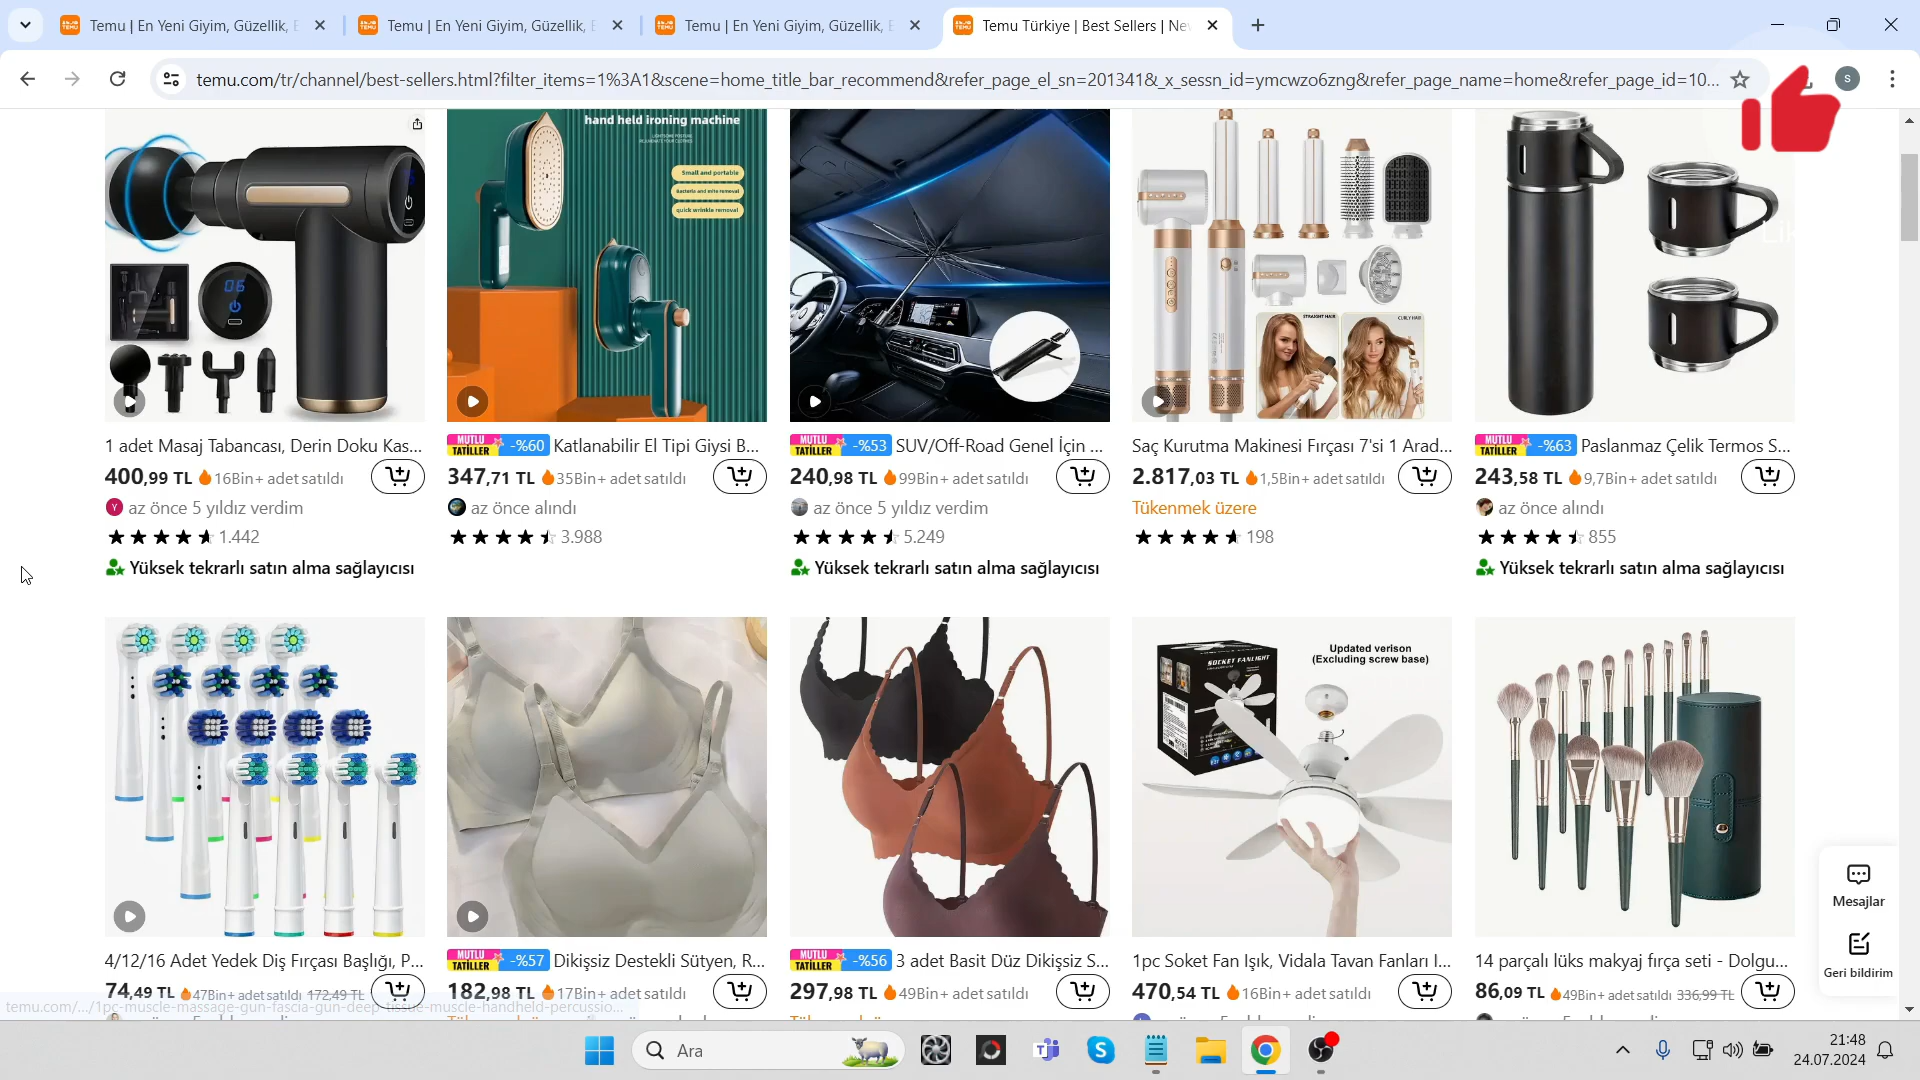 Temu | En Yeni Giyim, Güzellik, E
Temu | En Yeni Giyim, Güzellik, E
Temu | En Yeni Giyim, Güzellik, E
Temu Türkiye | Best Sellers | Ne
temu.com/tr/channel/best-sellers.html?filter_items=1%3A1&scene=home_title_bar_recommend&refer_page_el_sn=201341&_x_sessn_id=ymcwzo6zng&refer_page_name=home&refer_page_id=10...
S
hand held ironing machine
Small and portable
Bacteria and mite removal
quick wrinkle removal
06
STRAIGHT HAIR
CURLY HAIR
Lik
1 adet Masaj Tabancası, Derin Doku Kas...
MUTLU TATİLLER -%60 Katlanabilir El Tipi Giysi B...
MUTLU TATİLLER -%53 SUV/Off-Road Genel İçin ...
Saç Kurutma Makinesi Fırçası 7'si 1 Arad...
MUTLU TATİLLER -%63 Paslanmaz Çelik Termos S...
400,99 TL 16Bin+ adet satıldı
347,71 TL 35Bin+ adet satıldı
240,98 TL 99Bin+ adet satıldı
2.817,03 TL 1,5Bin+ adet satıldı
243,58 TL 9,7Bin+ adet satıldı
Y az önce 5 yıldız verdim
az önce alındı
az önce 5 yıldız verdim
Tükenmek üzere
az önce alındı
1.442
3.988
5.249
198
855
Yüksek tekrarlı satın alma sağlayıcısı
Yüksek tekrarlı satın alma sağlayıcısı
Yüksek tekrarlı satın alma sağlayıcısı
SOCKET FANLIGHT
Updated verison
(Excluding screw base)
Mesajlar
Geri bildirim
4/12/16 Adet Yedek Diş Fırçası Başlığı, P...
MUTLU TATİLLER -%57 Dikişsiz Destekli Sütyen, R...
MUTLU TATİLLER -%56 3 adet Basit Düz Dikişsiz S...
1pc Soket Fan Işık, Vidala Tavan Fanları I...
14 parçalı lüks makyaj fırça seti - Dolgu...
74,49 TL 47Bin+ adet satıldı 172,49 TL
182,98 TL 17Bin+ adet satıldı
297,98 TL 49Bin+ adet satıldı
470,54 TL 16Bin+ adet satıldı
86,09 TL 49Bin+ adet satıldı 336,99 TL
temu.com/.../1pc-muscle-massage-gun-fascia-gun-deep-tissue-muscle-handheld-percussio...
Ara
21:48
24.07.2024